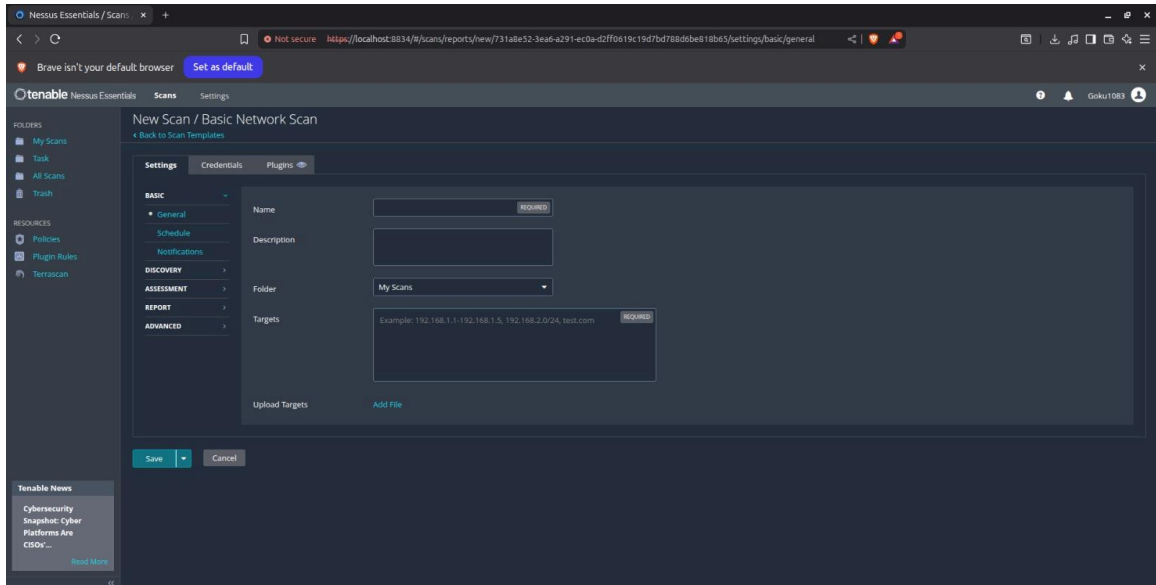 Nessus Essentials / Scans
Not secure https://localhost:8834/#/scans/reports/new/731a8e52-3ea6-a291-ec0a-d2ff0619c19d7bd788d6be818b65/settings/basic/general
Brave isn't your default browser Set as default
tenable Nessus Essentials Scans Settings Goku1083
FOLDERS
My Scans
Task
All Scans
Trash
RESOURCES
Policies
Plugin Rules
Terrascan
New Scan / Basic Network Scan
Back to Scan Templates
Settings Credentials Plugins
BASIC
General
Schedule
Notifications
DISCOVERY
ASSESSMENT
REPORT
ADVANCED
Name REQUIRED
Description
Folder My Scans
Targets Example: 192.168.1.1-192.168.1.5, 192.168.2.0/24, test.com REQUIRED
Upload Targets Add File
Save Cancel
Tenable News
Cybersecurity
Snapshot: Cyber
Platforms Are
CISOs'...
Read More